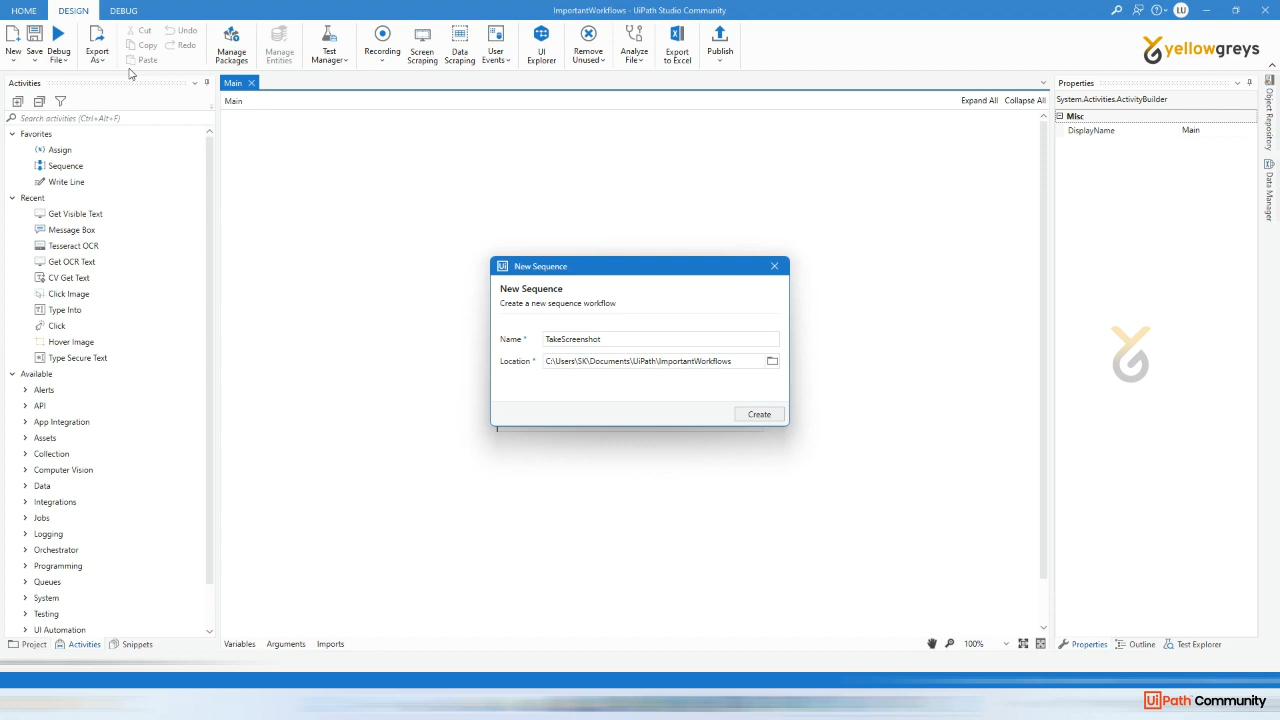 HOME DESIGN DEBUG ImportantWorkflows - UiPath Studio Community LU
New Save Debug File Export As Cut Copy Paste Undo Redo Manage Packages Manage Entities Test Manager Recording Screen Scraping Data Scraping User Events UI Explorer Remove Unused Analyze File Export to Excel Publish
yellowgreys
Activities
Search activities (Ctrl+Alt+F)
Favorites
Assign
Sequence
Write Line
Recent
Get Visible Text
Message Box
Tesseract OCR
Get OCR Text
CV Get Text
Click Image
Type Into
Click
Hover Image
Type Secure Text
Available
Alerts
API
App Integration
Assets
Collection
Computer Vision
Data
Integrations
Jobs
Logging
Orchestrator
Programming
Queues
System
Testing
UI Automation
Project Activities Snippets
Main
Main Expand All Collapse All
Ui New Sequence
New Sequence
Create a new sequence workflow
Name * TakeScreenshot
Location * C:\Users\SK\Documents\UiPath\ImportantWorkflows
Create
Variables Arguments Imports 100%
Properties
System.Activities.ActivityBuilder
Misc
DisplayName Main
Properties Outline Test Explorer
Object Repository
Data Manager
UiPath Community